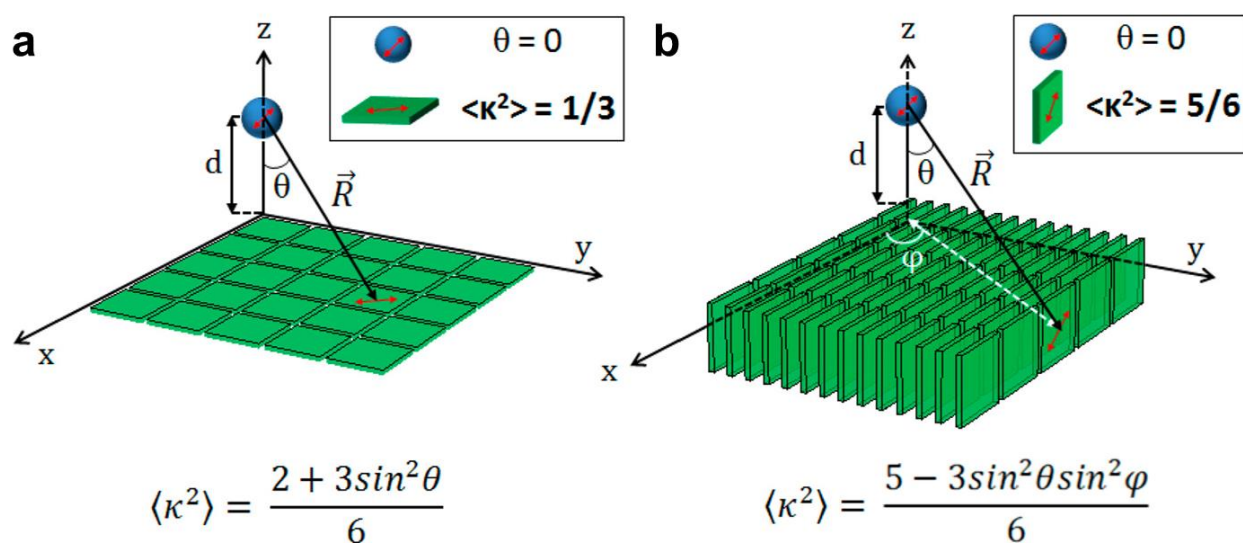 a
z
θ = 0
<κ²> = 1/3
d
θ
R⃗
y
x
⟨κ²⟩ = (2 + 3sin²θ)/6
b
z
θ = 0
<κ²> = 5/6
d
θ
R⃗
y
φ
x
⟨κ²⟩ = (5 − 3sin²θsin²φ)/6